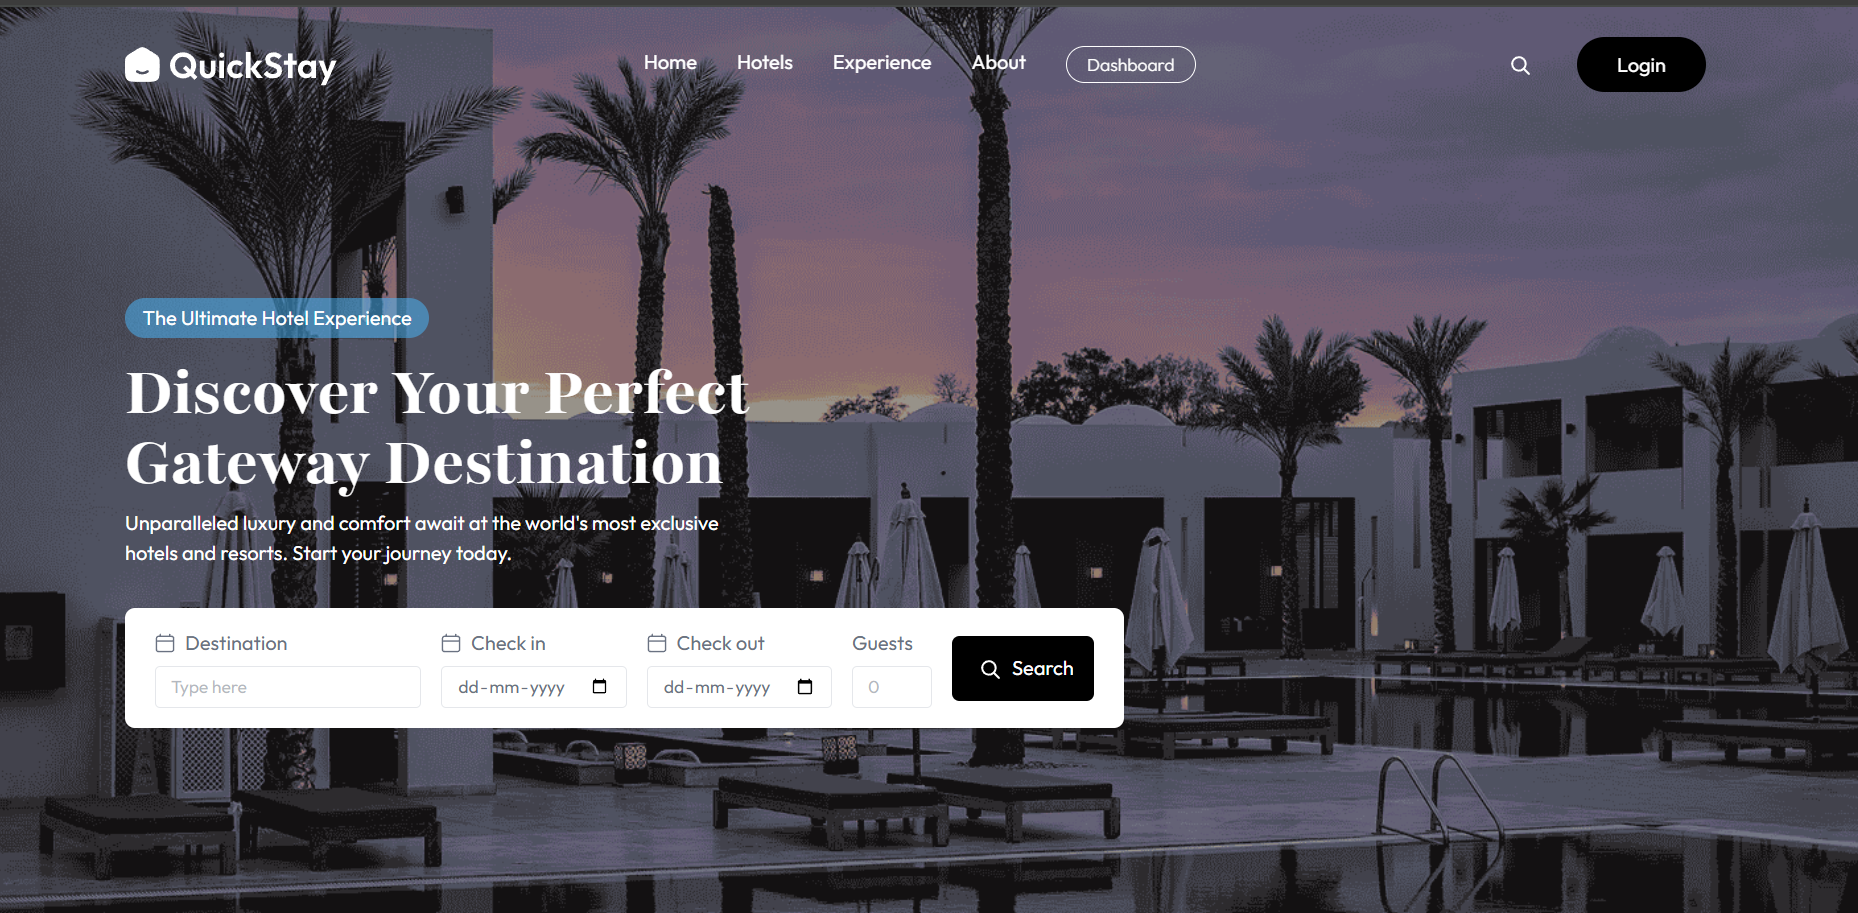 QuickStay
Home Hotels Experience About Dashboard
Login
The Ultimate Hotel Experience
Discover Your Perfect
Gateway Destination
Unparalleled luxury and comfort await at the world's most exclusive
hotels and resorts. Start your journey today.
Destination Check in Check out Guests
Type here dd-mm-yyyy dd-mm-yyyy 0
Search